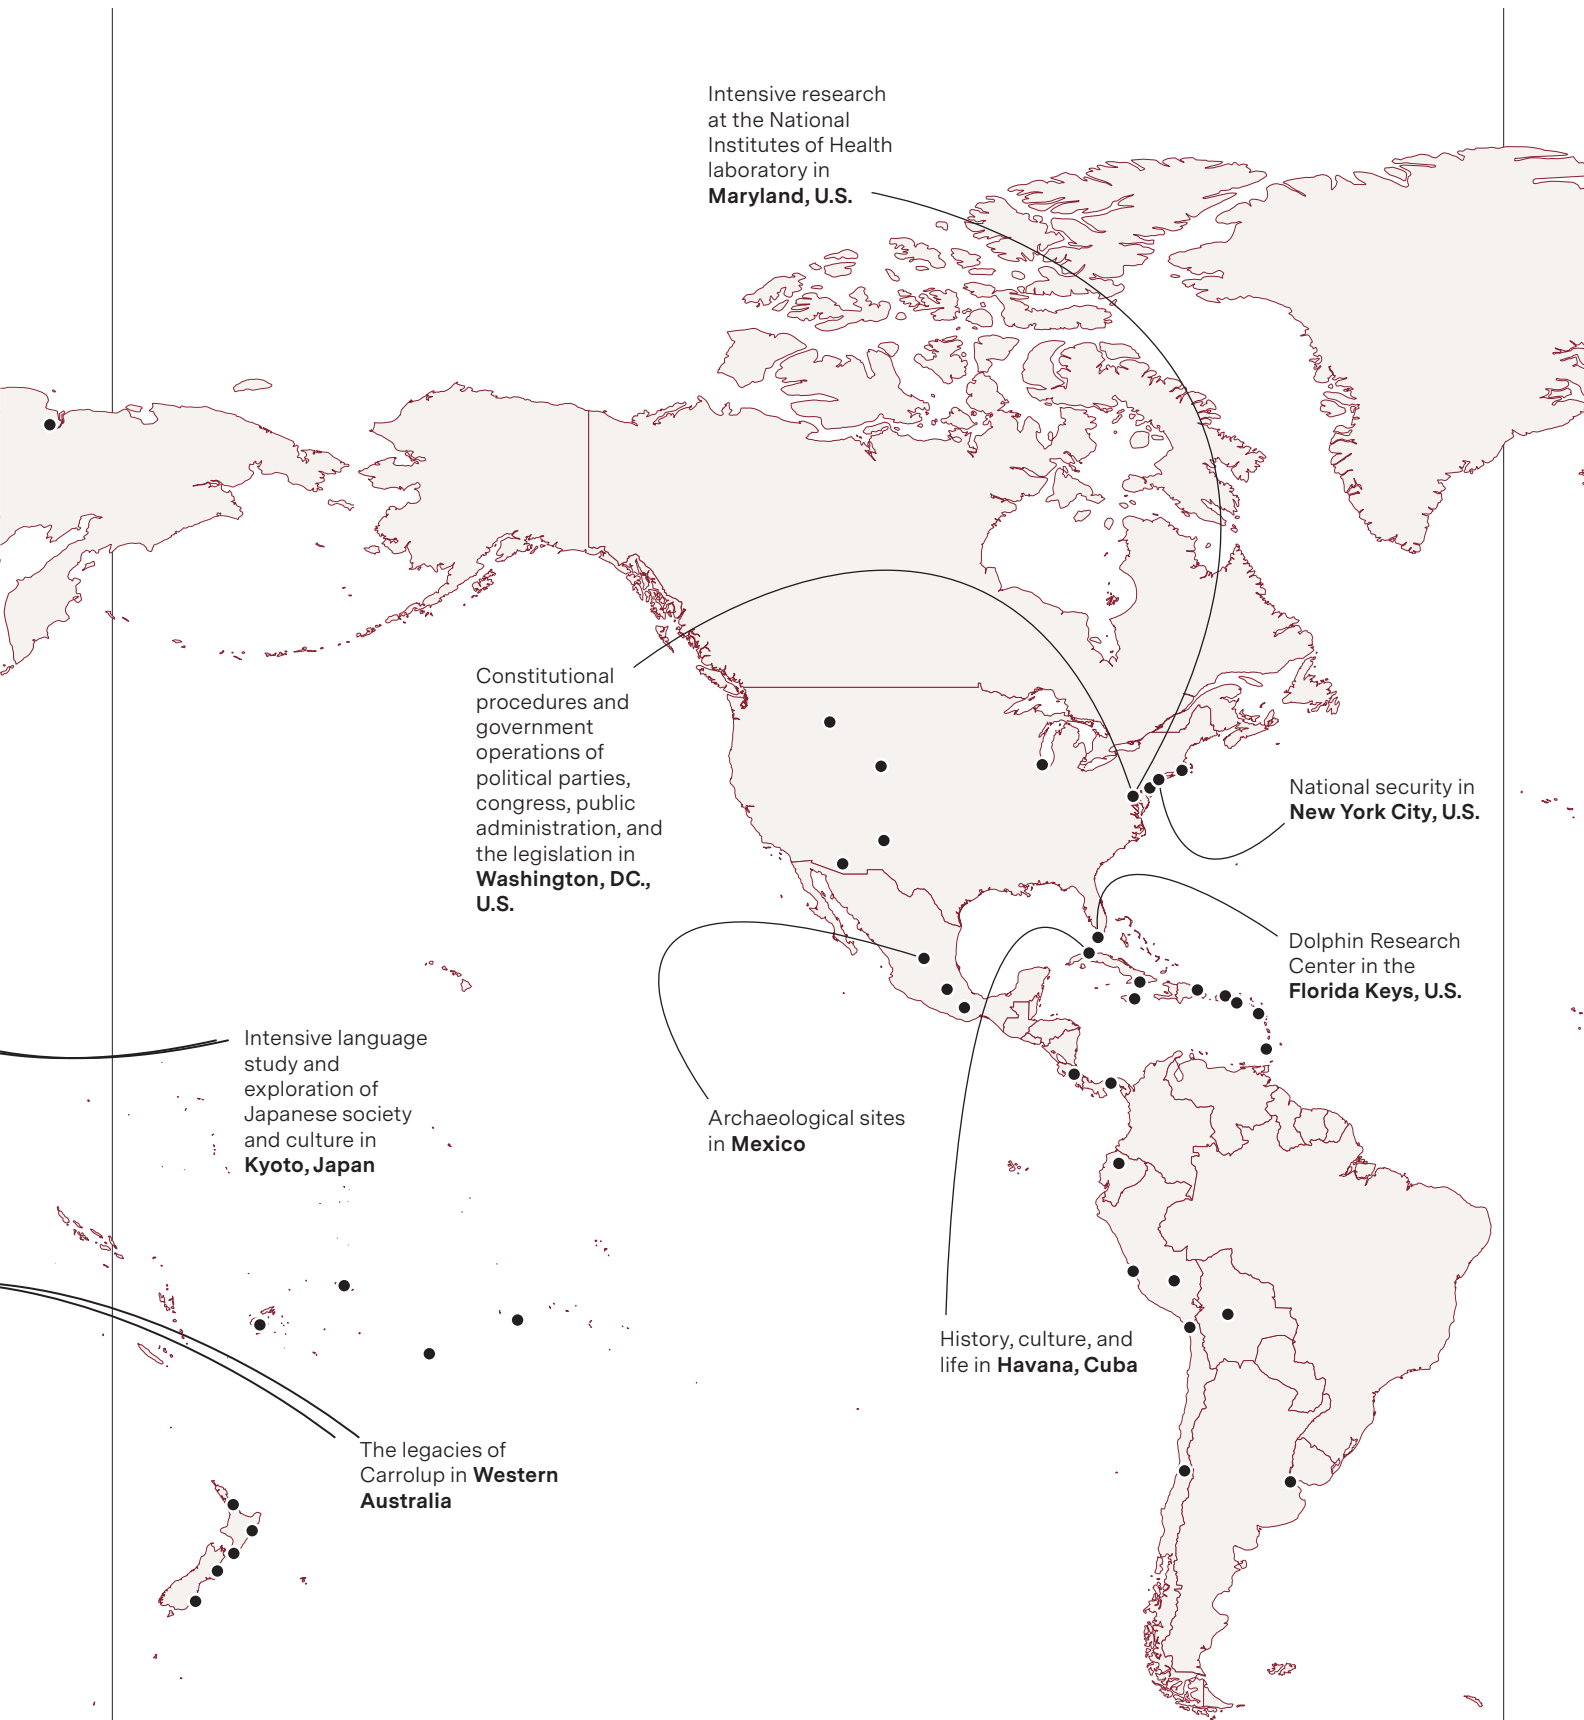 Intensive research
at the National
Institutes of Health
laboratory in
Maryland, U.S.
Constitutional
procedures and
government
operations of
political parties,
congress, public
administration, and
the legislation in
Washington, DC.,
U.S.
National security in
New York City, U.S.
Dolphin Research
Center in the
Florida Keys, U.S.
Intensive language
study and
exploration of
Japanese society
and culture in
Kyoto, Japan
Archaeological sites
in Mexico
History, culture, and
life in Havana, Cuba
The legacies of
Carrolup in Western
Australia